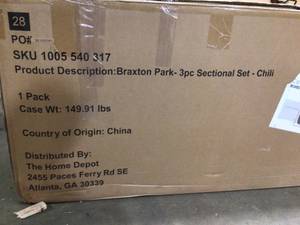 28
PO#
SKU 1005 540 317
Product Description:Braxton Park- 3pc Sectional Set - Chili
1 Pack
Case Wt: 149.91 lbs
Country of Origin: China
Distributed By:
The Home Depot
2455 Paces Ferry Rd SE
Atlanta, GA 30339